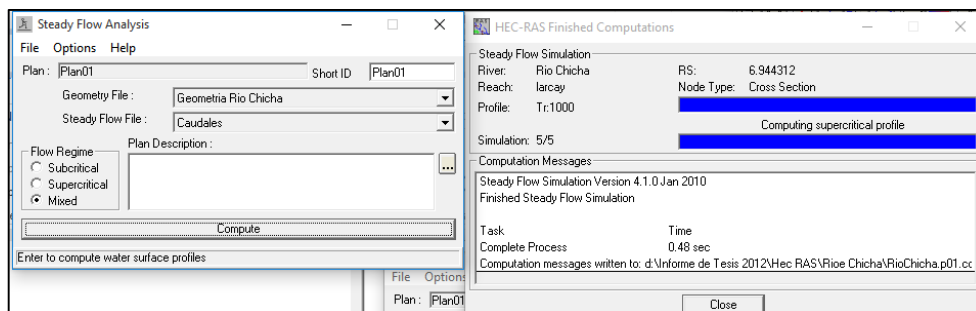 Steady Flow Analysis
File Options Help
Plan : Plan01 Short ID Plan01
Geometry File : Geometria Rio Chicha
Steady Flow File : Caudales
Flow Regime
Subcritical
Supercritical
Mixed
Plan Description :
...
Compute
Enter to compute water surface profiles
HEC-RAS Finished Computations
Steady Flow Simulation
River: Rio Chicha RS: 6.944312
Reach: larcay Node Type: Cross Section
Profile: Tr:1000
Computing supercritical profile
Simulation: 5/5
Computation Messages
Steady Flow Simulation Version 4.1.0 Jan 2010
Finished Steady Flow Simulation
Task Time
Complete Process 0.48 sec
Computation messages written to: d:\Informe de Tesis 2012\Hec RAS\Rioe Chicha\RioChicha.p01.cc
File Options
Plan : Plan01
Close